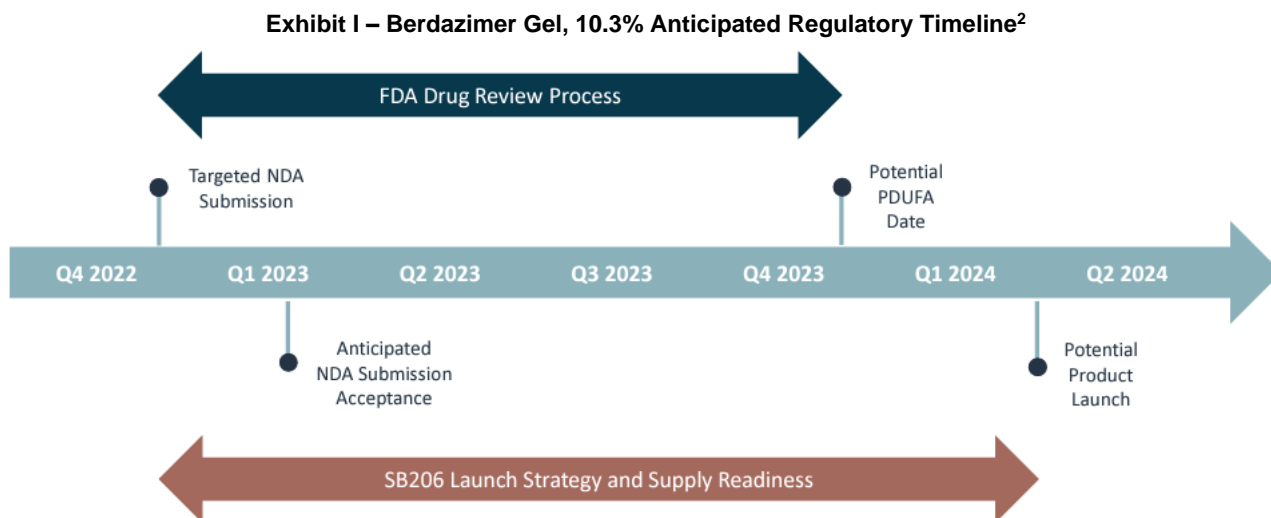 Exhibit I – Berdazimer Gel, 10.3% Anticipated Regulatory Timeline2
FDA Drug Review Process
Targeted NDA
Submission
Potential
PDUFA
Date
Q4 2022 Q1 2023 Q2 2023 Q3 2023 Q4 2023 Q1 2024 Q2 2024
Anticipated
NDA Submission
Acceptance
Potential
Product
Launch
SB206 Launch Strategy and Supply Readiness